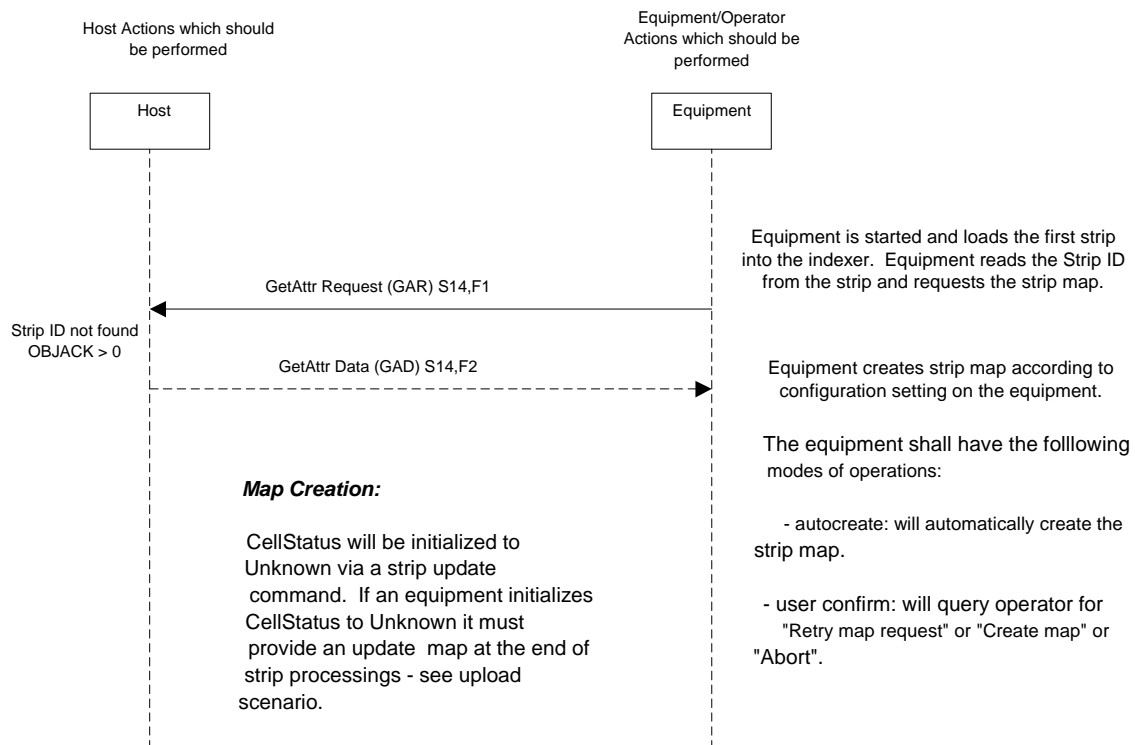 Host Actions which should
be performed
Equipment/Operator
Actions which should be
performed
Host
Equipment
Equipment is started and loads the first strip
into the indexer. Equipment reads the Strip ID
from the strip and requests the strip map.
GetAttr Request (GAR) S14,F1
Strip ID not found
OBJACK > 0
GetAttr Data (GAD) S14,F2
Equipment creates strip map according to
configuration setting on the equipment.
The equipment shall have the folllowing
modes of operations:
- autocreate: will automatically create the
strip map.
- user confirm: will query operator for
"Retry map request" or "Create map" or
"Abort".
Map Creation:
CellStatus will be initialized to
Unknown via a strip update
command. If an equipment initializes
CellStatus to Unknown it must
provide an update map at the end of
strip processings - see upload
scenario.